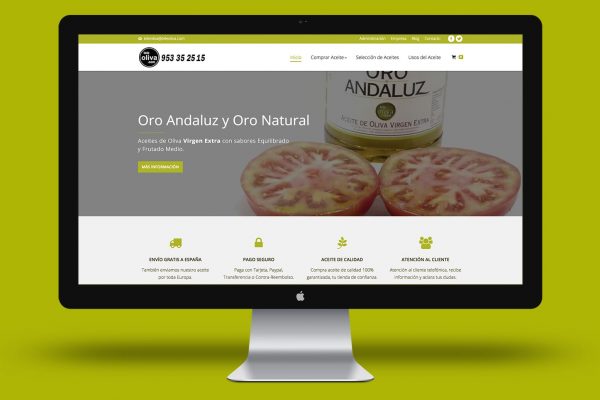 Administración Empresa Blog Contacto
oliva
953 35 25 15
Inicio Comprar Aceite Selección de Aceites Usos del Aceite
ORO
ANDALUZ
ACEITE DE OLIVA VIRGEN EXTRA
Oro Andaluz y Oro Natural
Aceites de Oliva Virgen Extra con sabores Equilibrado
y Frutado Medio.
MÁS INFORMACIÓN
ENVÍO GRATIS A ESPAÑA
También enviamos nuestro aceite
por toda Europa.
PAGO SEGURO
Paga con Tarjeta, Paypal,
Transferencia o Contra-Reembolso.
ACEITE DE CALIDAD
Compra aceite de calidad 100%
garantizada, tu tienda de confianza.
ATENCIÓN AL CLIENTE
Atención al cliente telefónica, recibe
información y aclara tus dudas.